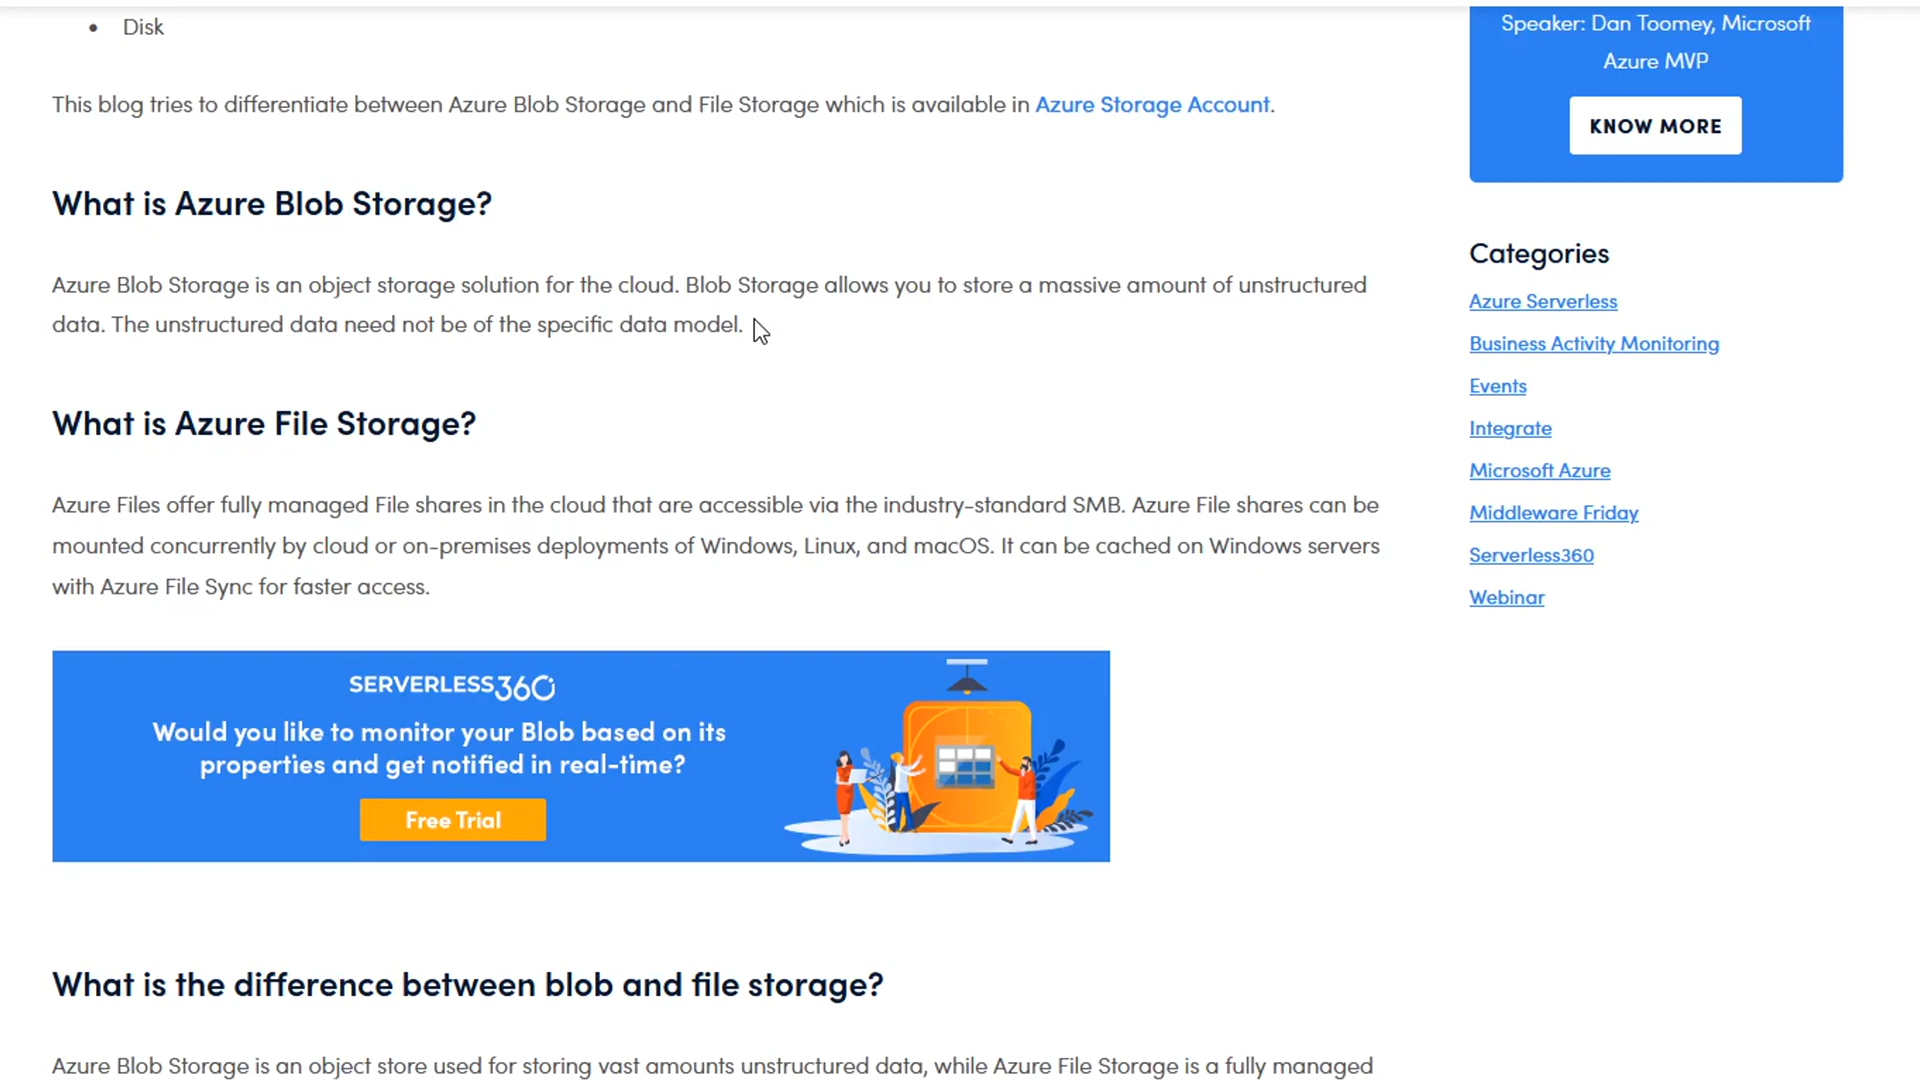 Disk
This blog tries to differentiate between Azure Blob Storage and File Storage which is available in Azure Storage Account.
What is Azure Blob Storage?
Azure Blob Storage is an object storage solution for the cloud. Blob Storage allows you to store a massive amount of unstructured
data. The unstructured data need not be of the specific data model.
What is Azure File Storage?
Azure Files offer fully managed File shares in the cloud that are accessible via the industry-standard SMB. Azure File shares can be
mounted concurrently by cloud or on-premises deployments of Windows, Linux, and macOS. It can be cached on Windows servers
with Azure File Sync for faster access.
SERVERLESS360
Would you like to monitor your Blob based on its
properties and get notified in real-time?
Free Trial
What is the difference between blob and file storage?
Azure Blob Storage is an object store used for storing vast amounts unstructured data, while Azure File Storage is a fully managed
Speaker: Dan Toomey, Microsoft
Azure MVP
KNOW MORE
Categories
Azure Serverless
Business Activity Monitoring
Events
Integrate
Microsoft Azure
Middleware Friday
Serverless360
Webinar